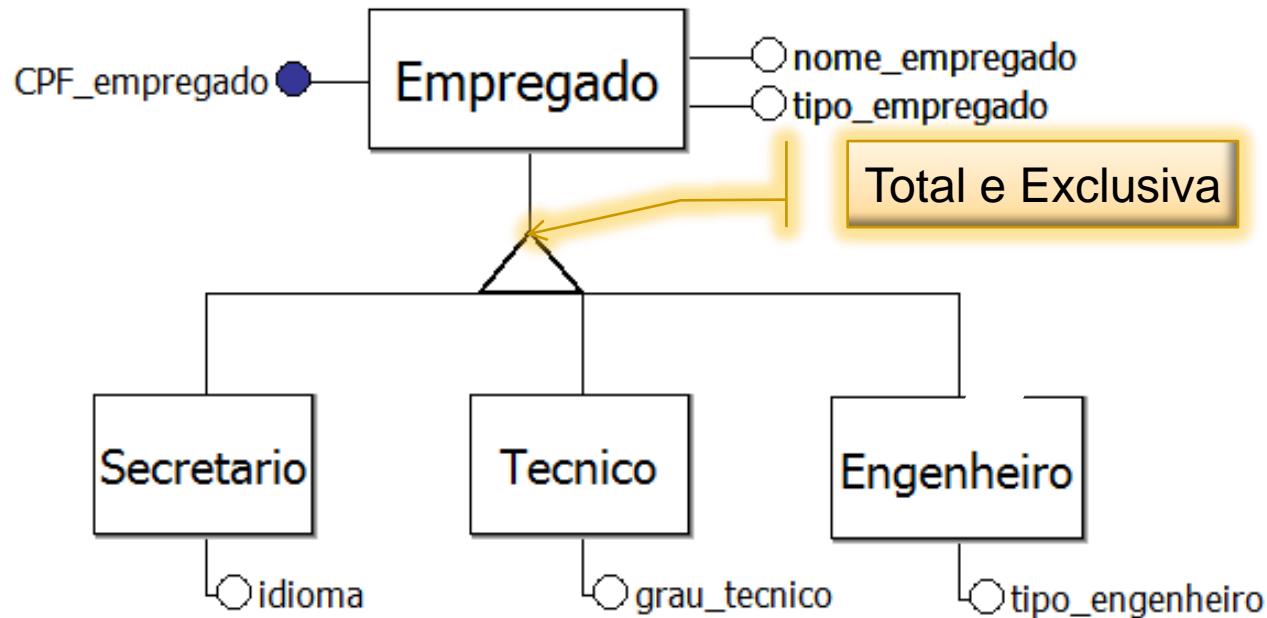 CPF_empregado
Empregado
nome_empregado
tipo_empregado
Total e Exclusiva
Secretario
Tecnico
Engenheiro
idioma
grau_tecnico
tipo_engenheiro